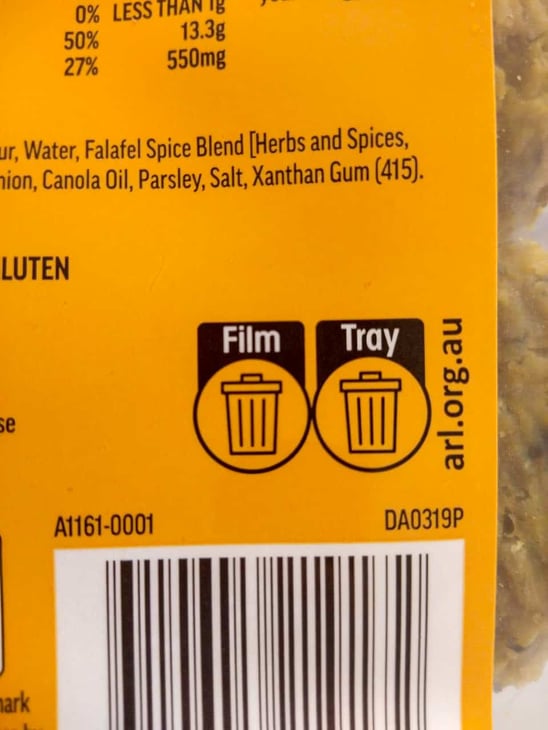 0% LESS THAN 1g
50% 13.3g
27% 550mg
ur, Water, Falafel Spice Blend [Herbs and Spices,
nion, Canola Oil, Parsley, Salt, Xanthan Gum (415).
LUTEN
Film Tray
arl.org.au
se
A1161-0001 DA0319P
ark